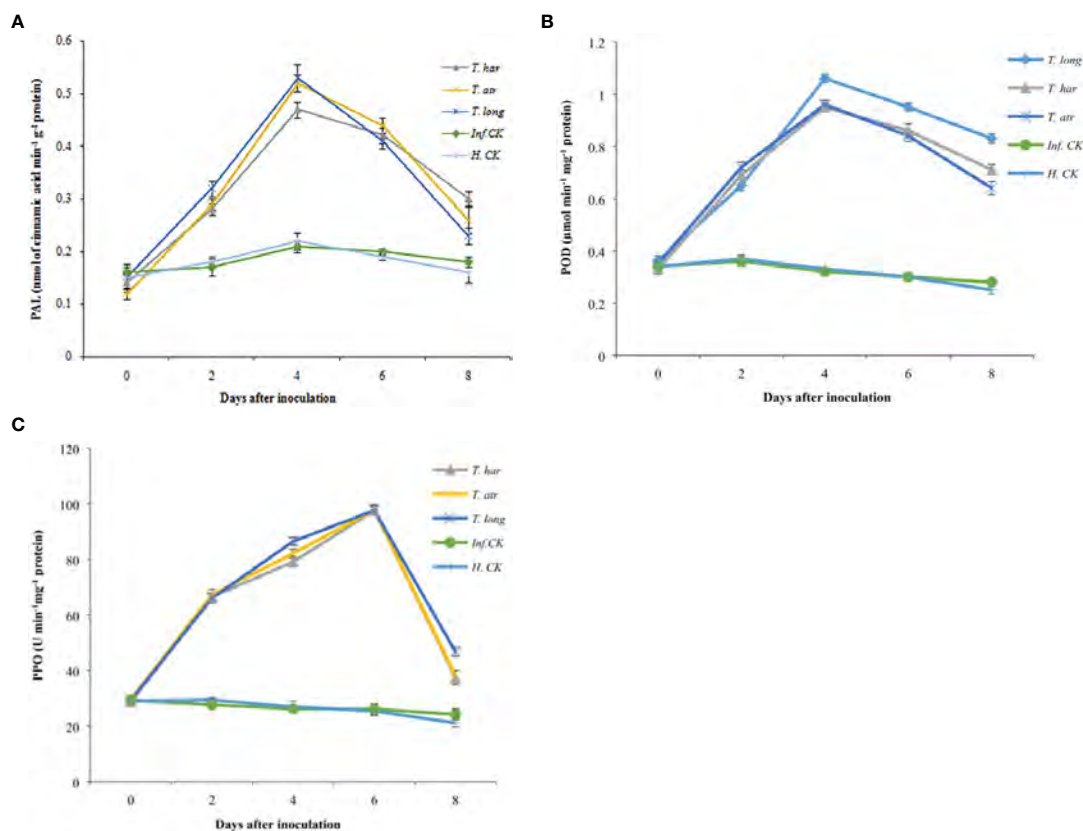 A
PAL (nmol of cinnamic acid min-1 g-1 protein)
0.6
0.5
0.4
0.3
0.2
0.1
0
0 2 4 6 8
Days after inoculation
T. har
T. atr
T. long
Inf.CK
H. CK
B
POD (µmol min-1 mg-1 protein)
1.2
1
0.8
0.6
0.4
0.2
0
0 2 4 6 8
Days after inoculation
T. long
T. har
T. atr
Inf. CK
H. CK
C
PPO (U min-1mg-1 protein)
120
100
80
60
40
20
0
0 2 4 6 8
Days after inoculation
T. har
T. atr
T. long
Inf.CK
H. CK